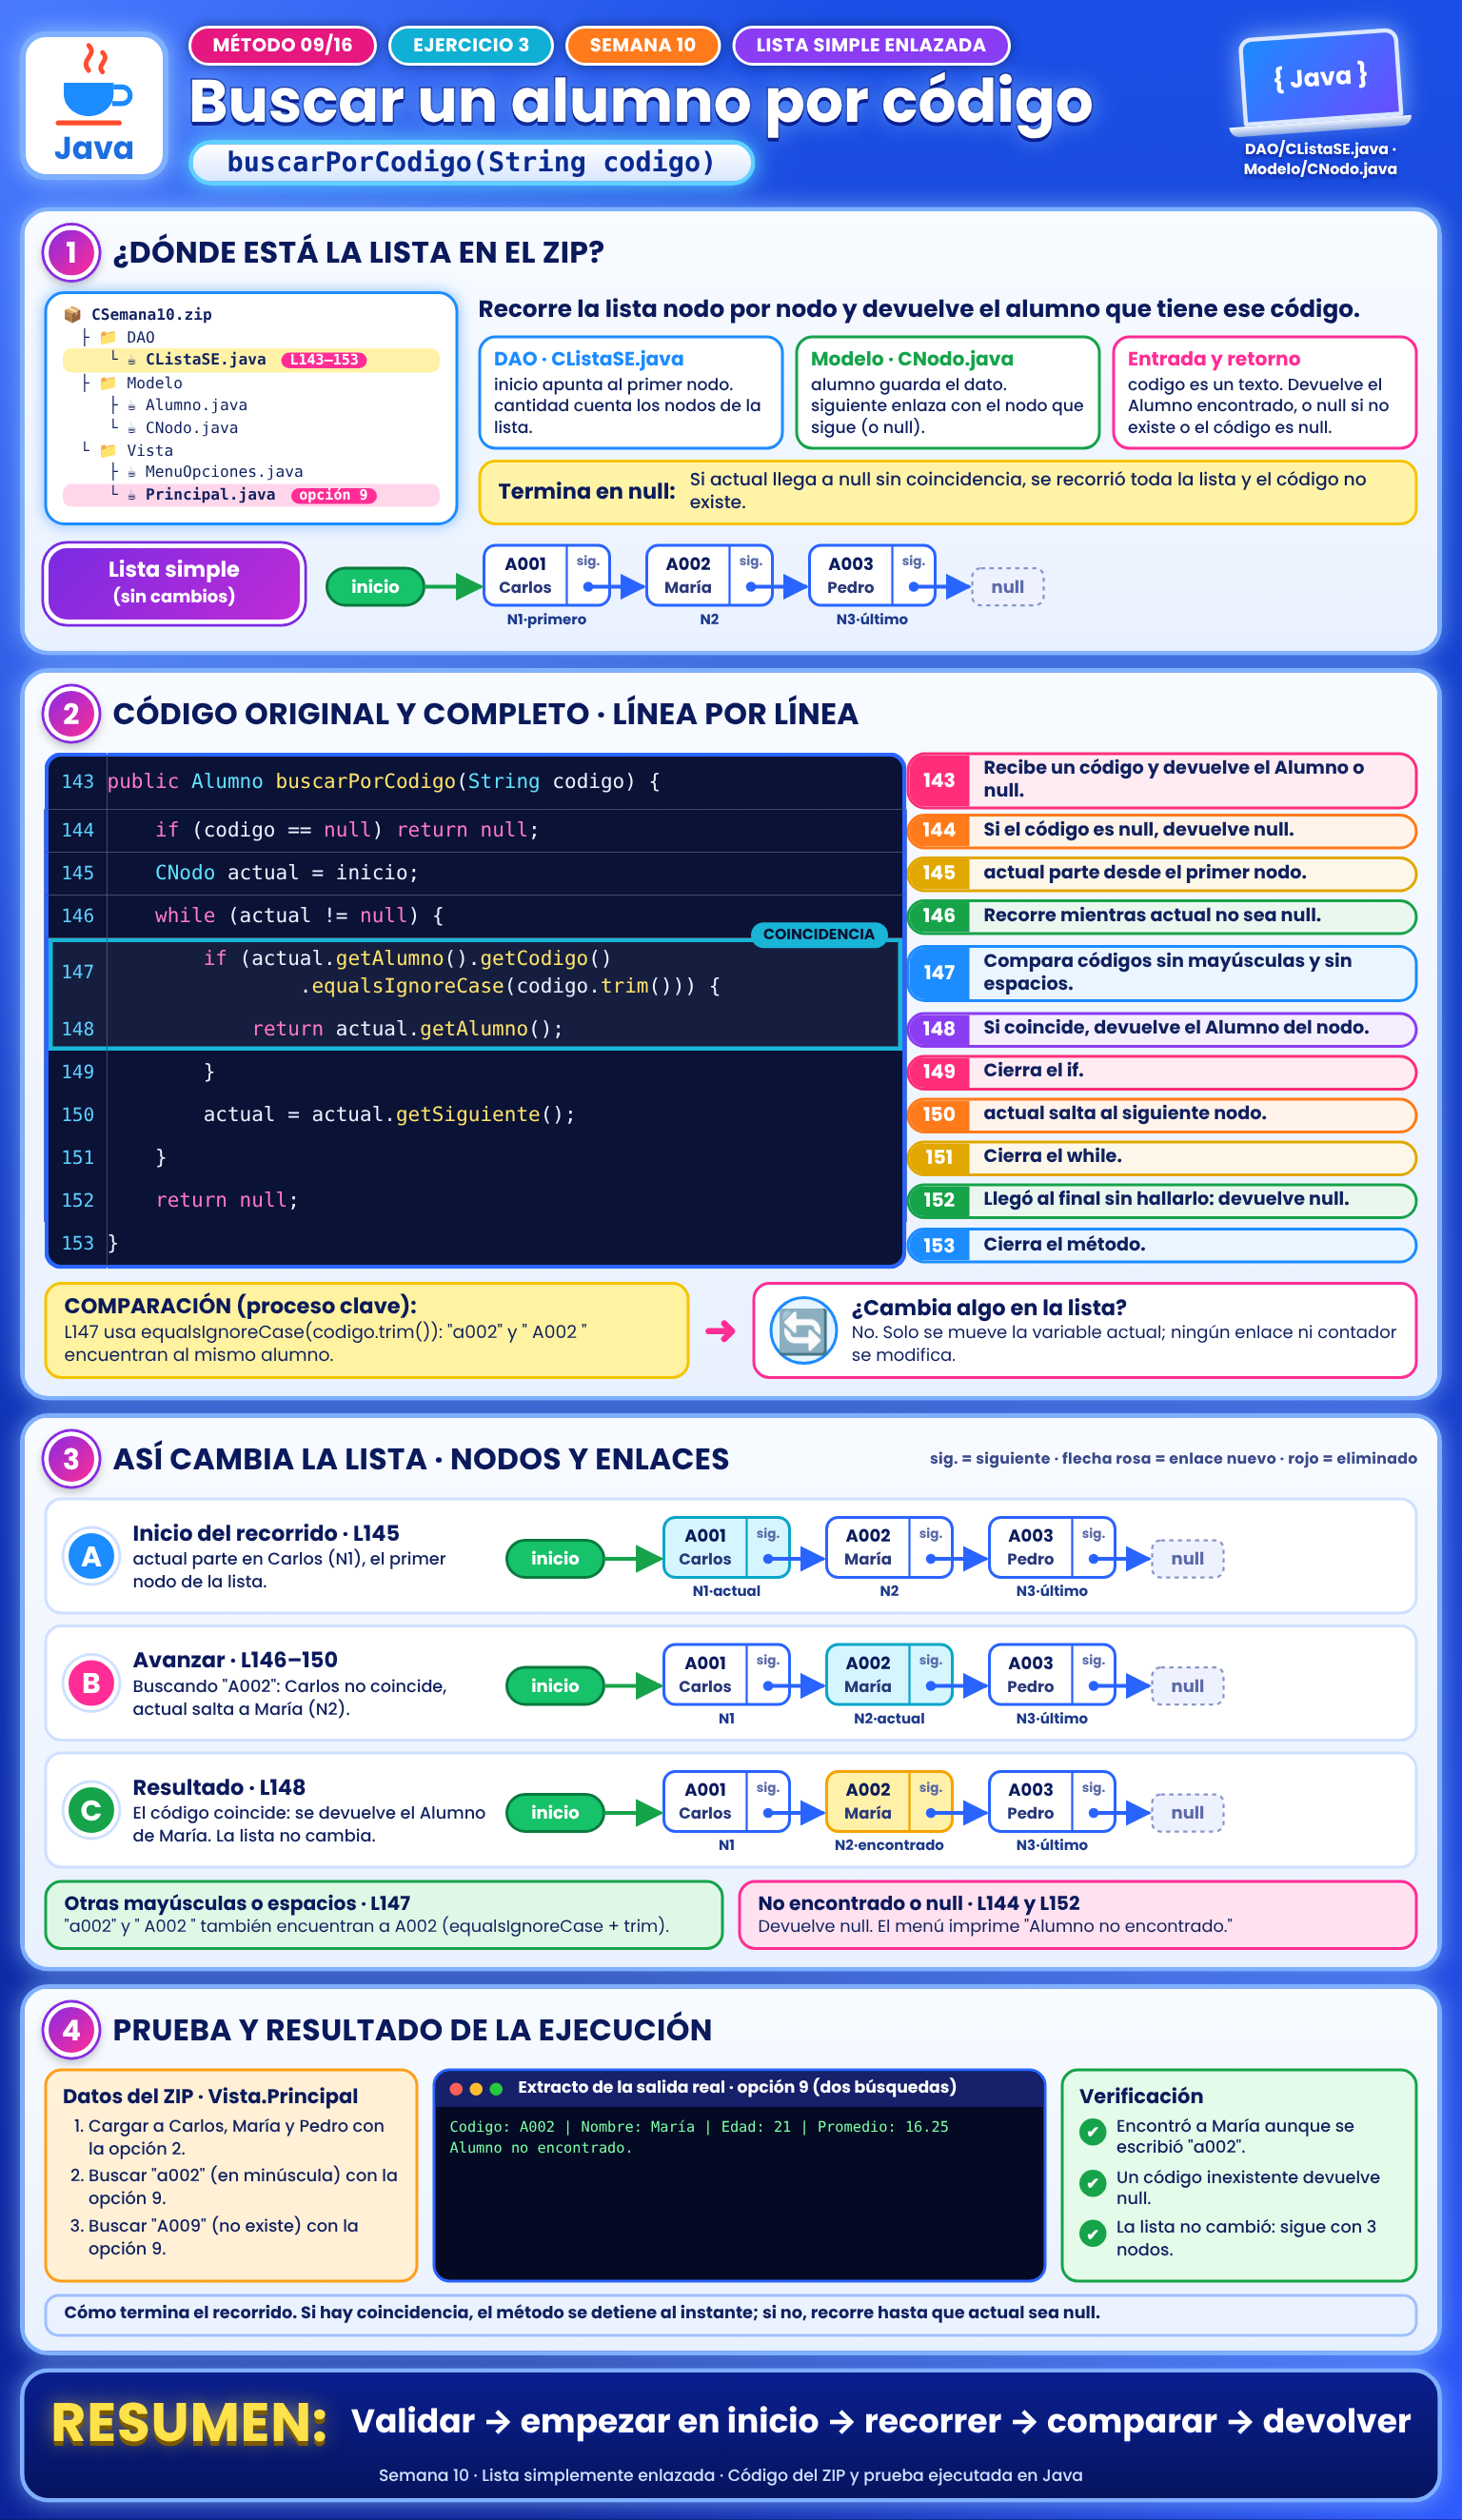 MÉTODO 09/16
EJERCICIO 3
SEMANA 10
LISTA SIMPLE ENLAZADA
Java
Buscar un alumno por código
buscarPorCodigo(String codigo)
{ Java }
DAO/CListaSE.java ·
Modelo/CNodo.java
1
¿DÓNDE ESTÁ LA LISTA EN EL ZIP?
CSemana10.zip
DAO
CListaSE.java L143–153
Modelo
Alumno.java
CNodo.java
Vista
MenuOpciones.java
Principal.java opción 9
Recorre la lista nodo por nodo y devuelve el alumno que tiene ese código.
DAO · CListaSE.java
inicio apunta al primer nodo.
cantidad cuenta los nodos de la
lista.
Modelo · CNodo.java
alumno guarda el dato.
siguiente enlaza con el nodo que
sigue (o null).
Entrada y retorno
codigo es un texto. Devuelve el
Alumno encontrado, o null si no
existe o el código es null.
Termina en null:
Si actual llega a null sin coincidencia, se recorrió toda la lista y el código no
existe.
Lista simple
(sin cambios)
inicio
A001
Carlos
sig.
N1·primero
A002
María
sig.
N2
A003
Pedro
sig.
N3·último
null
2
CÓDIGO ORIGINAL Y COMPLETO · LÍNEA POR LÍNEA
143 public Alumno buscarPorCodigo(String codigo) {
144 if (codigo == null) return null;
145 CNodo actual = inicio;
146 while (actual != null) {
COINCIDENCIA
147 if (actual.getAlumno().getCodigo()
.equalsIgnoreCase(codigo.trim())) {
148 return actual.getAlumno();
149 }
150 actual = actual.getSiguiente();
151 }
152 return null;
153 }
143 Recibe un código y devuelve el Alumno o
null.
144 Si el código es null, devuelve null.
145 actual parte desde el primer nodo.
146 Recorre mientras actual no sea null.
147 Compara códigos sin mayúsculas y sin
espacios.
148 Si coincide, devuelve el Alumno del nodo.
149 Cierra el if.
150 actual salta al siguiente nodo.
151 Cierra el while.
152 Llegó al final sin hallarlo: devuelve null.
153 Cierra el método.
COMPARACIÓN (proceso clave):
L147 usa equalsIgnoreCase(codigo.trim()): "a002" y " A002 "
encuentran al mismo alumno.
¿Cambia algo en la lista?
No. Solo se mueve la variable actual; ningún enlace ni contador
se modifica.
3
ASÍ CAMBIA LA LISTA · NODOS Y ENLACES
sig. = siguiente · flecha rosa = enlace nuevo · rojo = eliminado
A
Inicio del recorrido · L145
actual parte en Carlos (N1), el primer
nodo de la lista.
inicio
A001
Carlos
sig.
N1·actual
A002
María
sig.
N2
A003
Pedro
sig.
N3·último
null
B
Avanzar · L146–150
Buscando "A002": Carlos no coincide,
actual salta a María (N2).
inicio
A001
Carlos
sig.
N1
A002
María
sig.
N2·actual
A003
Pedro
sig.
N3·último
null
C
Resultado · L148
El código coincide: se devuelve el Alumno
de María. La lista no cambia.
inicio
A001
Carlos
sig.
N1
A002
María
sig.
N2·encontrado
A003
Pedro
sig.
N3·último
null
Otras mayúsculas o espacios · L147
"a002" y " A002 " también encuentran a A002 (equalsIgnoreCase + trim).
No encontrado o null · L144 y L152
Devuelve null. El menú imprime "Alumno no encontrado."
4
PRUEBA Y RESULTADO DE LA EJECUCIÓN
Datos del ZIP · Vista.Principal
1. Cargar a Carlos, María y Pedro con
la opción 2.
2. Buscar "a002" (en minúscula) con la
opción 9.
3. Buscar "A009" (no existe) con la
opción 9.
Extracto de la salida real · opción 9 (dos búsquedas)
Codigo: A002 | Nombre: María | Edad: 21 | Promedio: 16.25
Alumno no encontrado.
Verificación
Encontró a María aunque se
escribió "a002".
Un código inexistente devuelve
null.
La lista no cambió: sigue con 3
nodos.
Cómo termina el recorrido. Si hay coincidencia, el método se detiene al instante; si no, recorre hasta que actual sea null.
RESUMEN: Validar → empezar en inicio → recorrer → comparar → devolver
Semana 10 · Lista simplemente enlazada · Código del ZIP y prueba ejecutada en Java